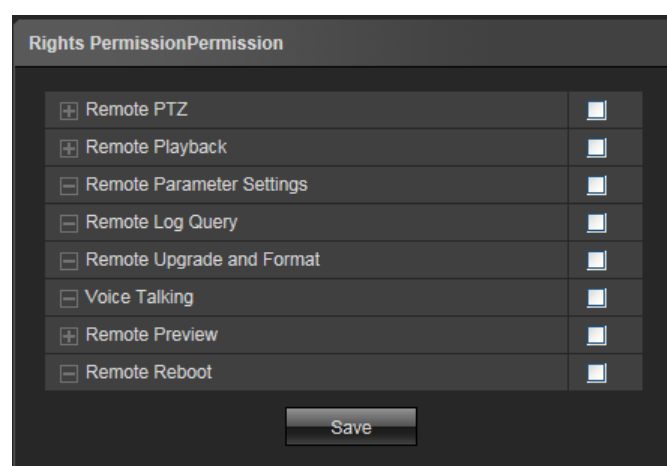 Rights PermissionPermission
Remote PTZ
Remote Playback
Remote Parameter Settings
Remote Log Query
Remote Upgrade and Format
Voice Talking
Remote Preview
Remote Reboot
Save